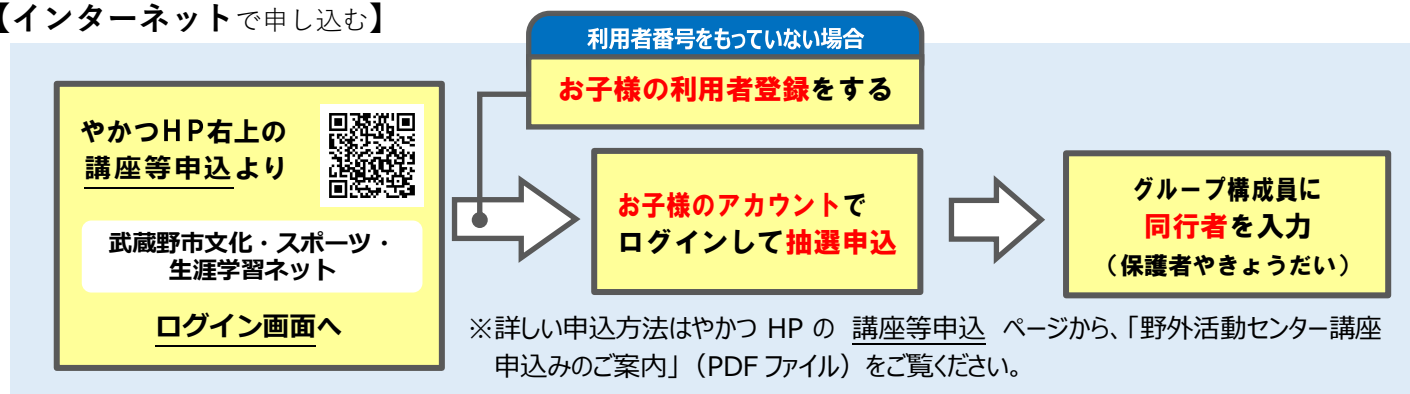 【インターネットで申し込む】
利用者番号をもっていない場合
お子様の利用者登録をする
やかつHP右上の
講座等申込より
武蔵野市文化・スポーツ・
生涯学習ネット
ログイン画面へ
お子様のアカウントで
ログインして抽選申込
グループ構成員に
同行者を入力
（保護者やきょうだい）
※詳しい申込方法はやかつ HP の 講座等申込 ページから、「野外活動センター講座
申込みのご案内」（PDF ファイル）をご覧ください。